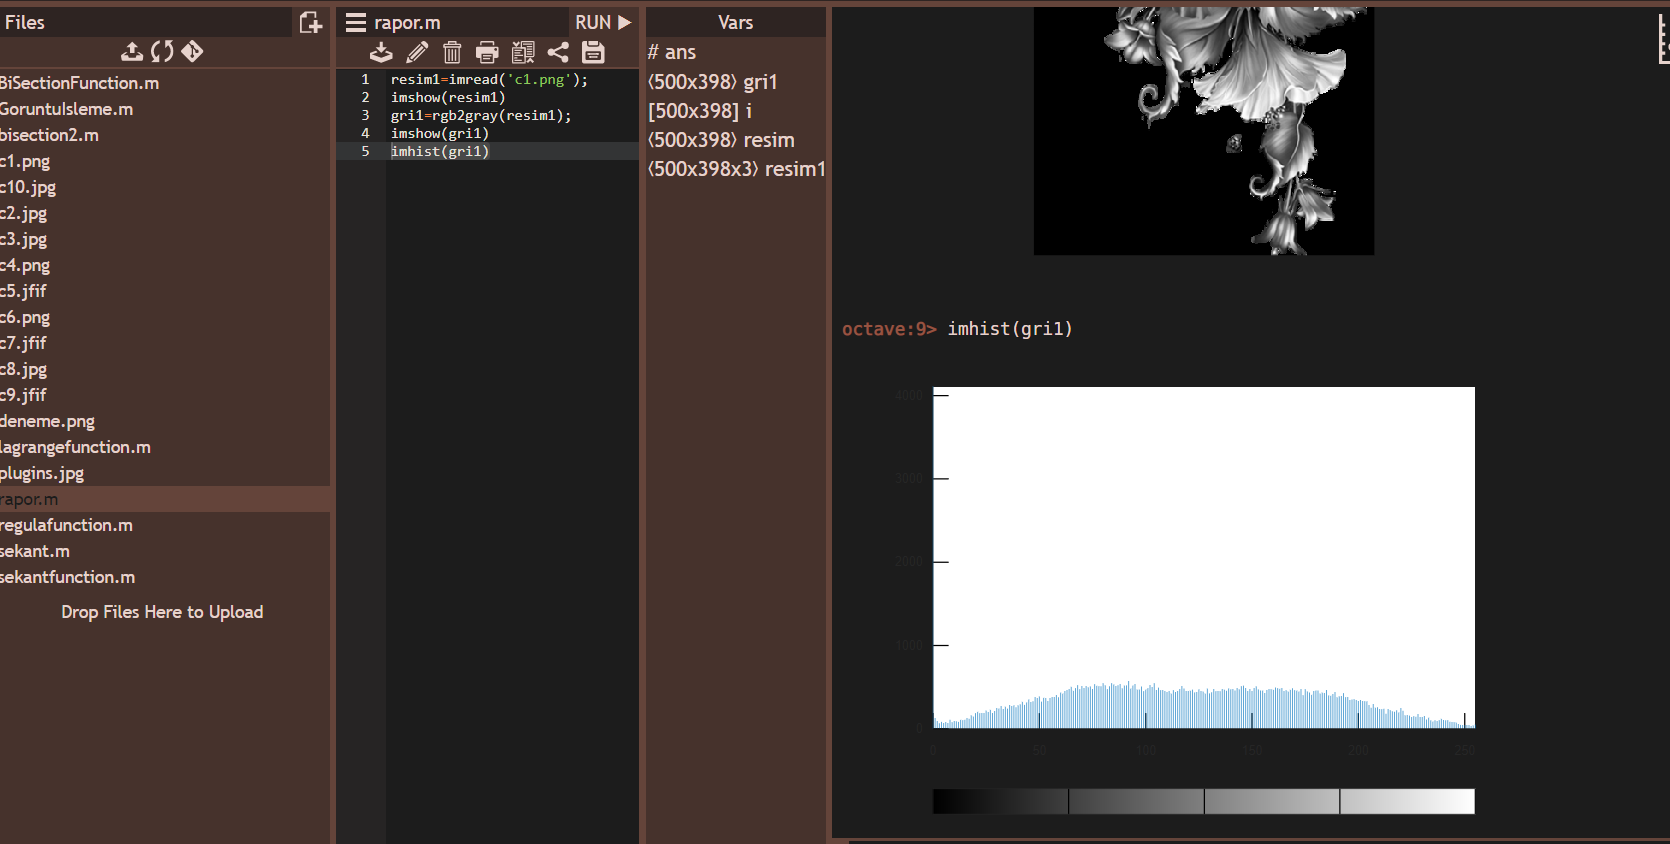 Files
BiSectionFunction.m
GoruntuIsleme.m
bisection2.m
c1.png
c10.jpg
c2.jpg
c3.jpg
c4.png
c5.jfif
c6.png
c7.jfif
c8.jpg
c9.jfif
deneme.png
lagrangefunction.m
plugins.jpg
rapor.m
regulafunction.m
sekant.m
sekantfunction.m
Drop Files Here to Upload
rapor.m
RUN
1 resim1=imread('c1.png');
2 imshow(resim1)
3 gri1=rgb2gray(resim1);
4 imshow(gri1)
5 imhist(gri1)
Vars
# ans
⟨500x398⟩ gri1
[500x398] i
⟨500x398⟩ resim
⟨500x398x3⟩ resim1
octave:9> imhist(gri1)
4000
3000
2000
1000
0
0 50 100 150 200 250